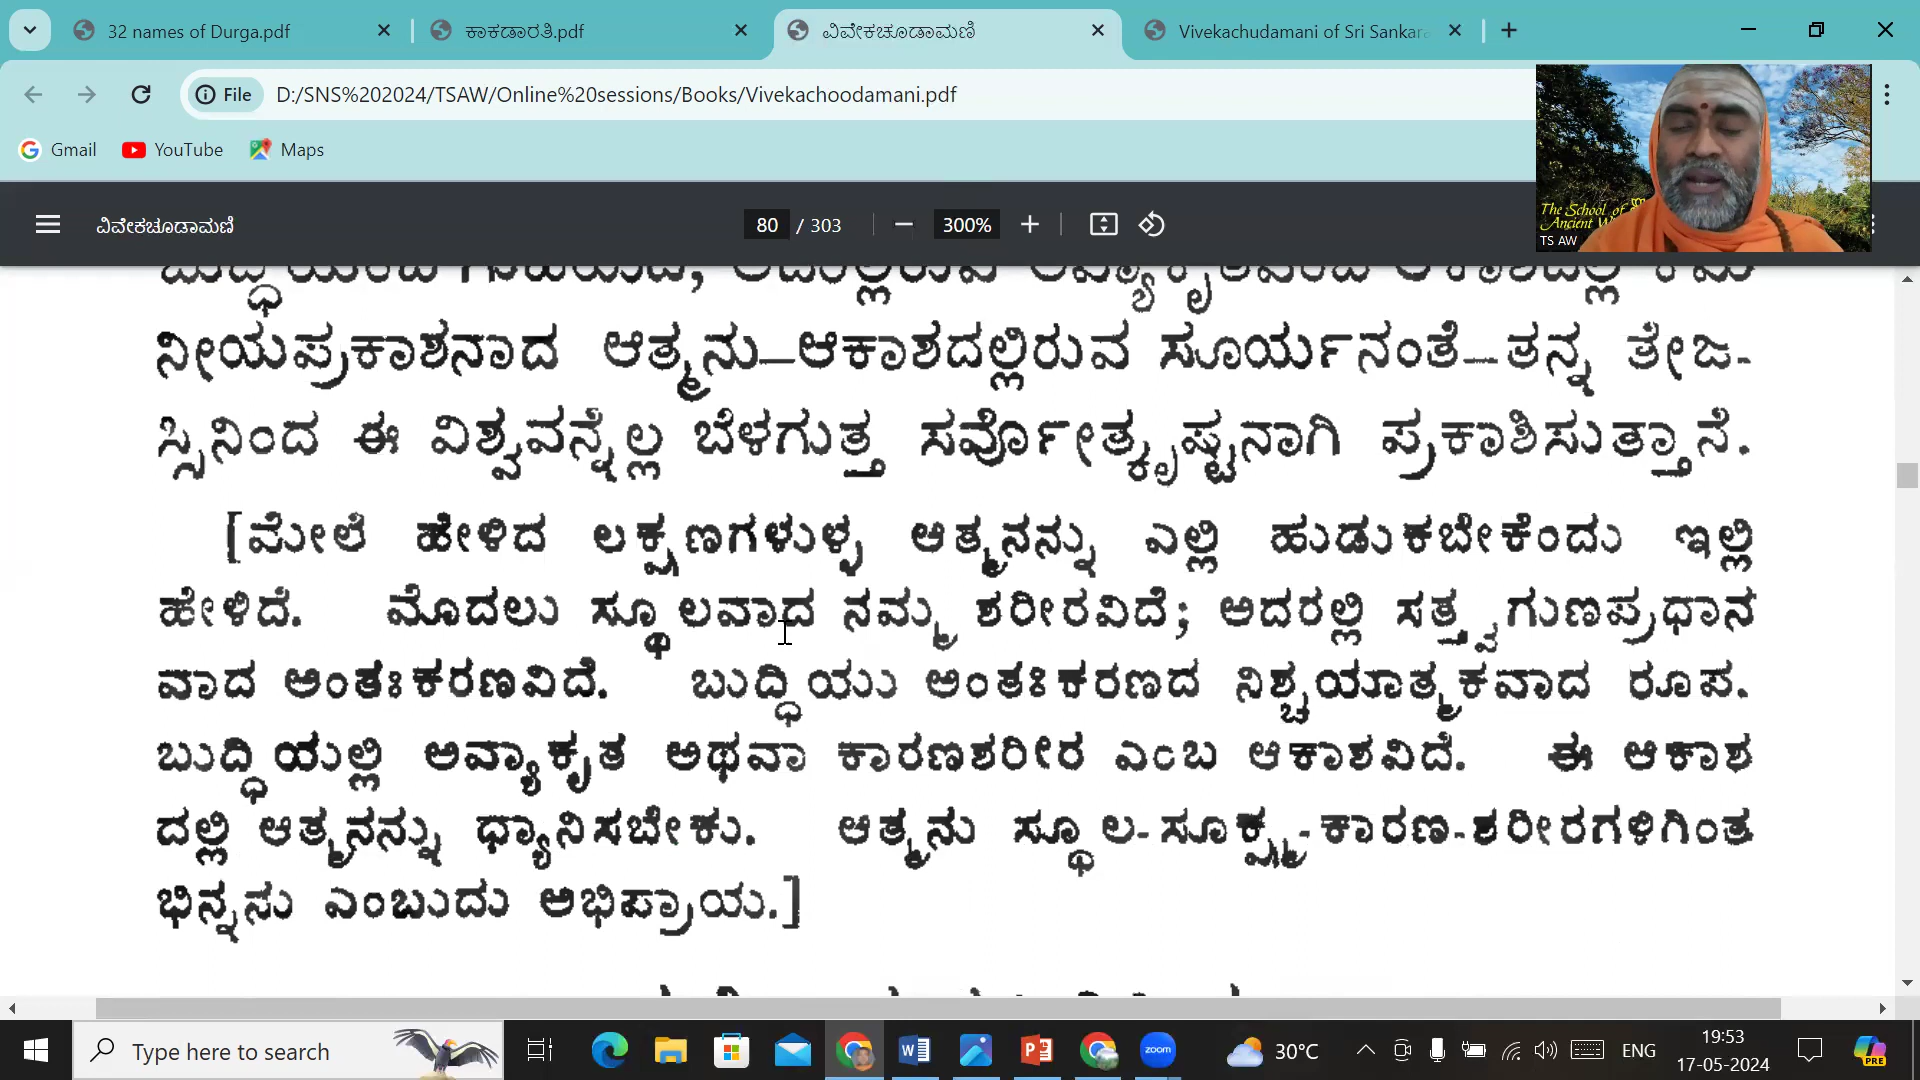 32 names of Durga.pdf
ಕಾಕಡಾರತಿ.pdf
ವಿವೇಕಚೂಡಾಮಣಿ
Vivekachudamani of Sri Sankara
File
D:/SNS%202024/TSAW/Online%20sessions/Books/Vivekachoodamani.pdf
Gmail
YouTube
Maps
The School of
Ancient W
TS AW
ವಿವೇಕಚೂಡಾಮಣಿ
80 / 303
300%
ನೀಯಪ್ರಕಾಶನಾದ ಆತ್ಮನು—ಆಕಾಶದಲ್ಲಿರುವ ಸೂರ್ಯನಂತೆ—ತನ್ನ ತೇಜ-
ಸ್ಸಿನಿಂದ ಈ ವಿಶ್ವವನ್ನೆಲ್ಲ ಬೆಳಗುತ್ತ ಸರ್ವೋತ್ಕೃಷ್ಟನಾಗಿ ಪ್ರಕಾಶಿಸುತ್ತಾನೆ.
[ಮೇಲೆ ಹೇಳಿದ ಲಕ್ಷಣಗಳುಳ್ಳ ಆತ್ಮನನ್ನು ಎಲ್ಲಿ ಹುಡುಕಬೇಕೆಂದು ಇಲ್ಲಿ
ಹೇಳಿದೆ. ಮೊದಲು ಸ್ಥೂಲವಾದ ನಮ್ಮ ಶರೀರವಿದೆ; ಅದರಲ್ಲಿ ಸತ್ತ್ವಗುಣಪ್ರಧಾನ
ವಾದ ಅಂತಃಕರಣವಿದೆ. ಬುದ್ಧಿಯು ಅಂತಃಕರಣದ ನಿಶ್ಚಯಾತ್ಮಕವಾದ ರೂಪ.
ಬುದ್ಧಿಯಲ್ಲಿ ಅವ್ಯಾಕೃತ ಅಥವಾ ಕಾರಣಶರೀರ ಎಂಬ ಆಕಾಶವಿದೆ. ಈ ಆಕಾಶ
ದಲ್ಲಿ ಆತ್ಮನನ್ನು ಧ್ಯಾನಿಸಬೇಕು. ಆತ್ಮನು ಸ್ಥೂಲ-ಸೂಕ್ಷ್ಮ-ಕಾರಣ-ಶರೀರಗಳಿಗಿಂತ
ಭಿನ್ನನು ಎಂಬುದು ಅಭಿಪ್ರಾಯ.]
Type here to search
zoom
30°C
ENG
19:53
17-05-2024
PRE